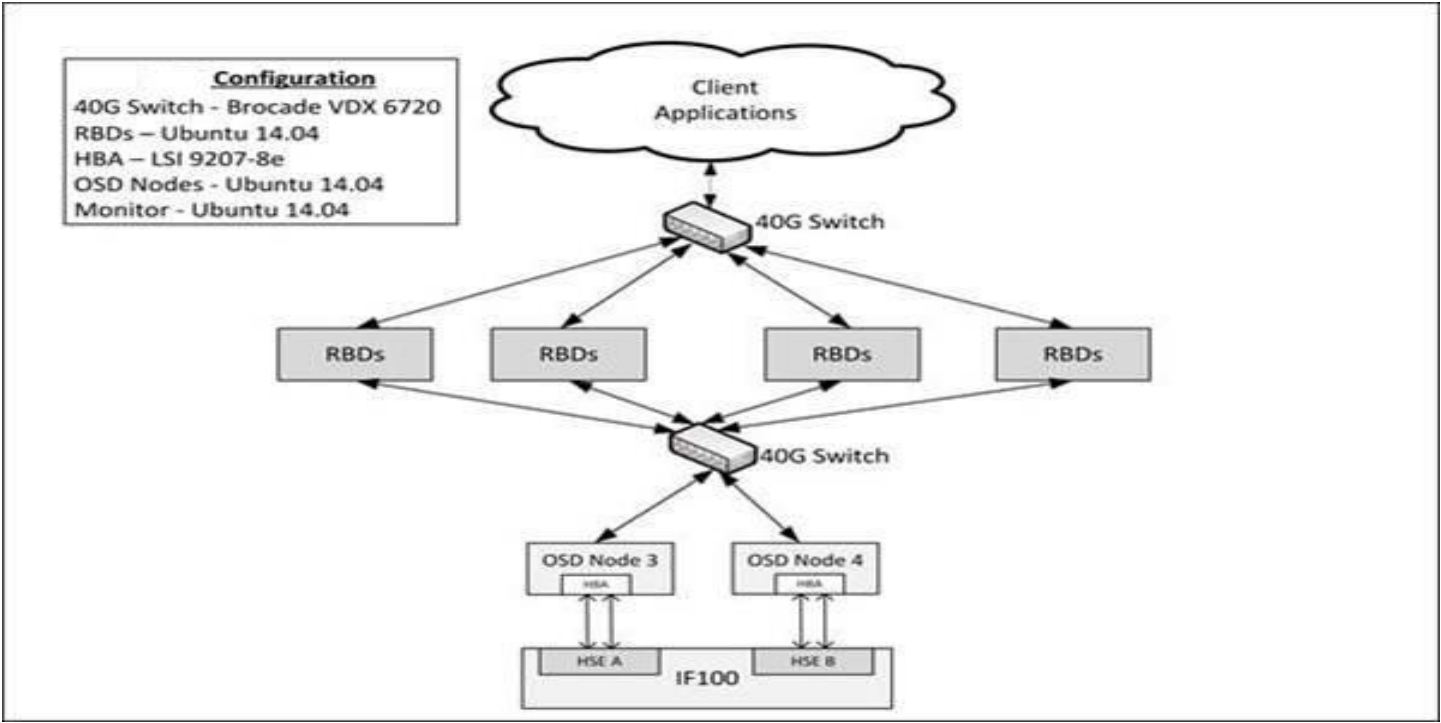 Configuration
40G Switch - Brocade VDX 6720
RBDs – Ubuntu 14.04
HBA – LSI 9207-8e
OSD Nodes - Ubuntu 14.04
Monitor - Ubuntu 14.04
Client
Applications
40G Switch
RBDs
RBDs
RBDs
RBDs
40G Switch
OSD Node 3
HBA
OSD Node 4
HBA
HSE A
HSE B
IF100